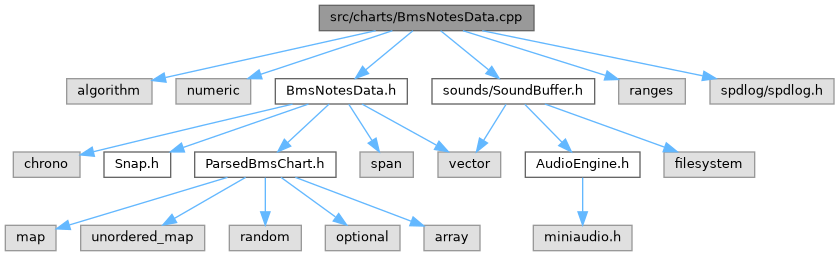 src/charts/BmsNotesData.cpp
algorithm
numeric
BmsNotesData.h
sounds/SoundBuffer.h
ranges
spdlog/spdlog.h
chrono
Snap.h
ParsedBmsChart.h
span
vector
AudioEngine.h
filesystem
map
unordered_map
random
optional
array
miniaudio.h